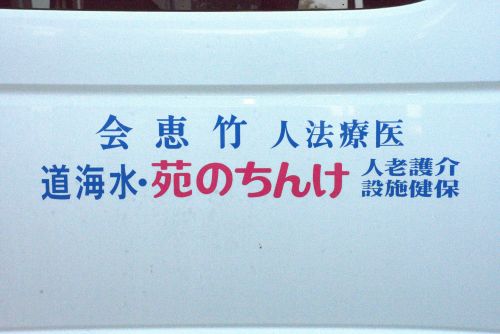 医療法人 竹恵会
介護老人
保健施設
けんちの苑・水海道